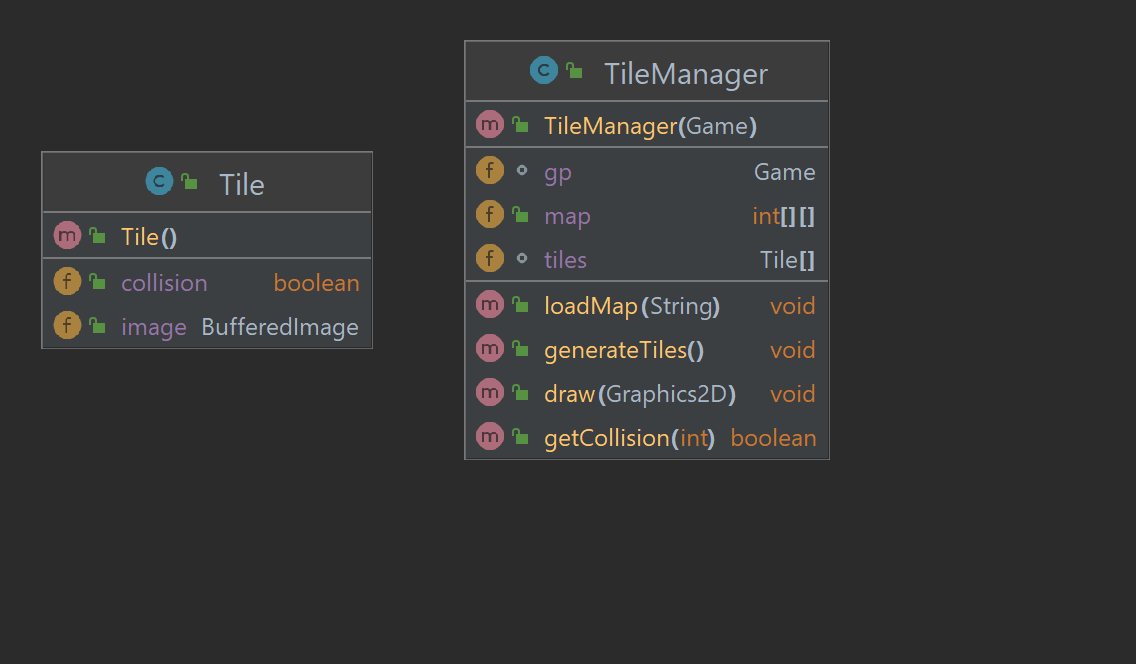 C Tile
m Tile()
f collision boolean
f image BufferedImage
C TileManager
m TileManager(Game)
f gp Game
f map int[][]
f tiles Tile[]
m loadMap(String) void
m generateTiles() void
m draw(Graphics2D) void
m getCollision(int) boolean